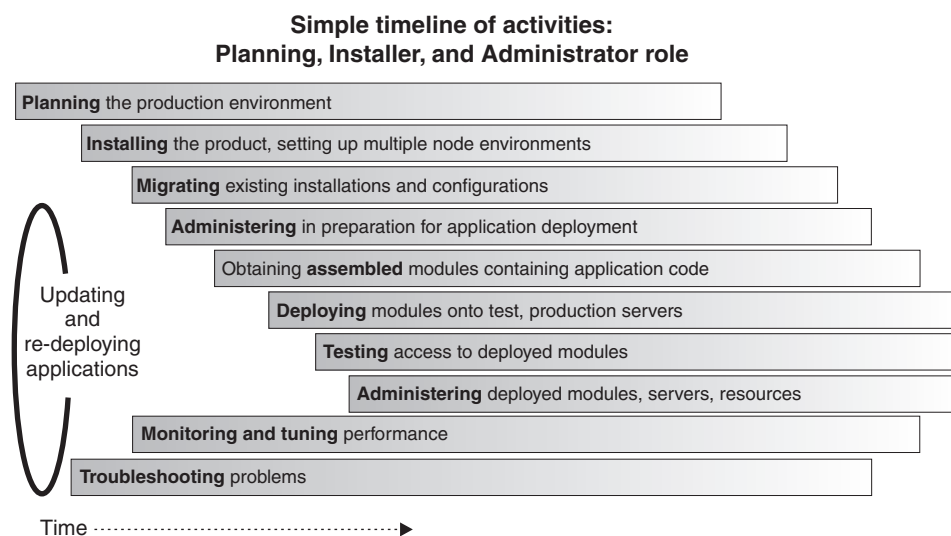 Simple timeline of activities:
Planning, Installer, and Administrator role
Planning the production environment
Installing the product, setting up multiple node environments
Migrating existing installations and configurations
Administering in preparation for application deployment
Obtaining assembled modules containing application code
Deploying modules onto test, production servers
Testing access to deployed modules
Administering deployed modules, servers, resources
Monitoring and tuning performance
Troubleshooting problems
Updating
and
re-deploying
applications
Time